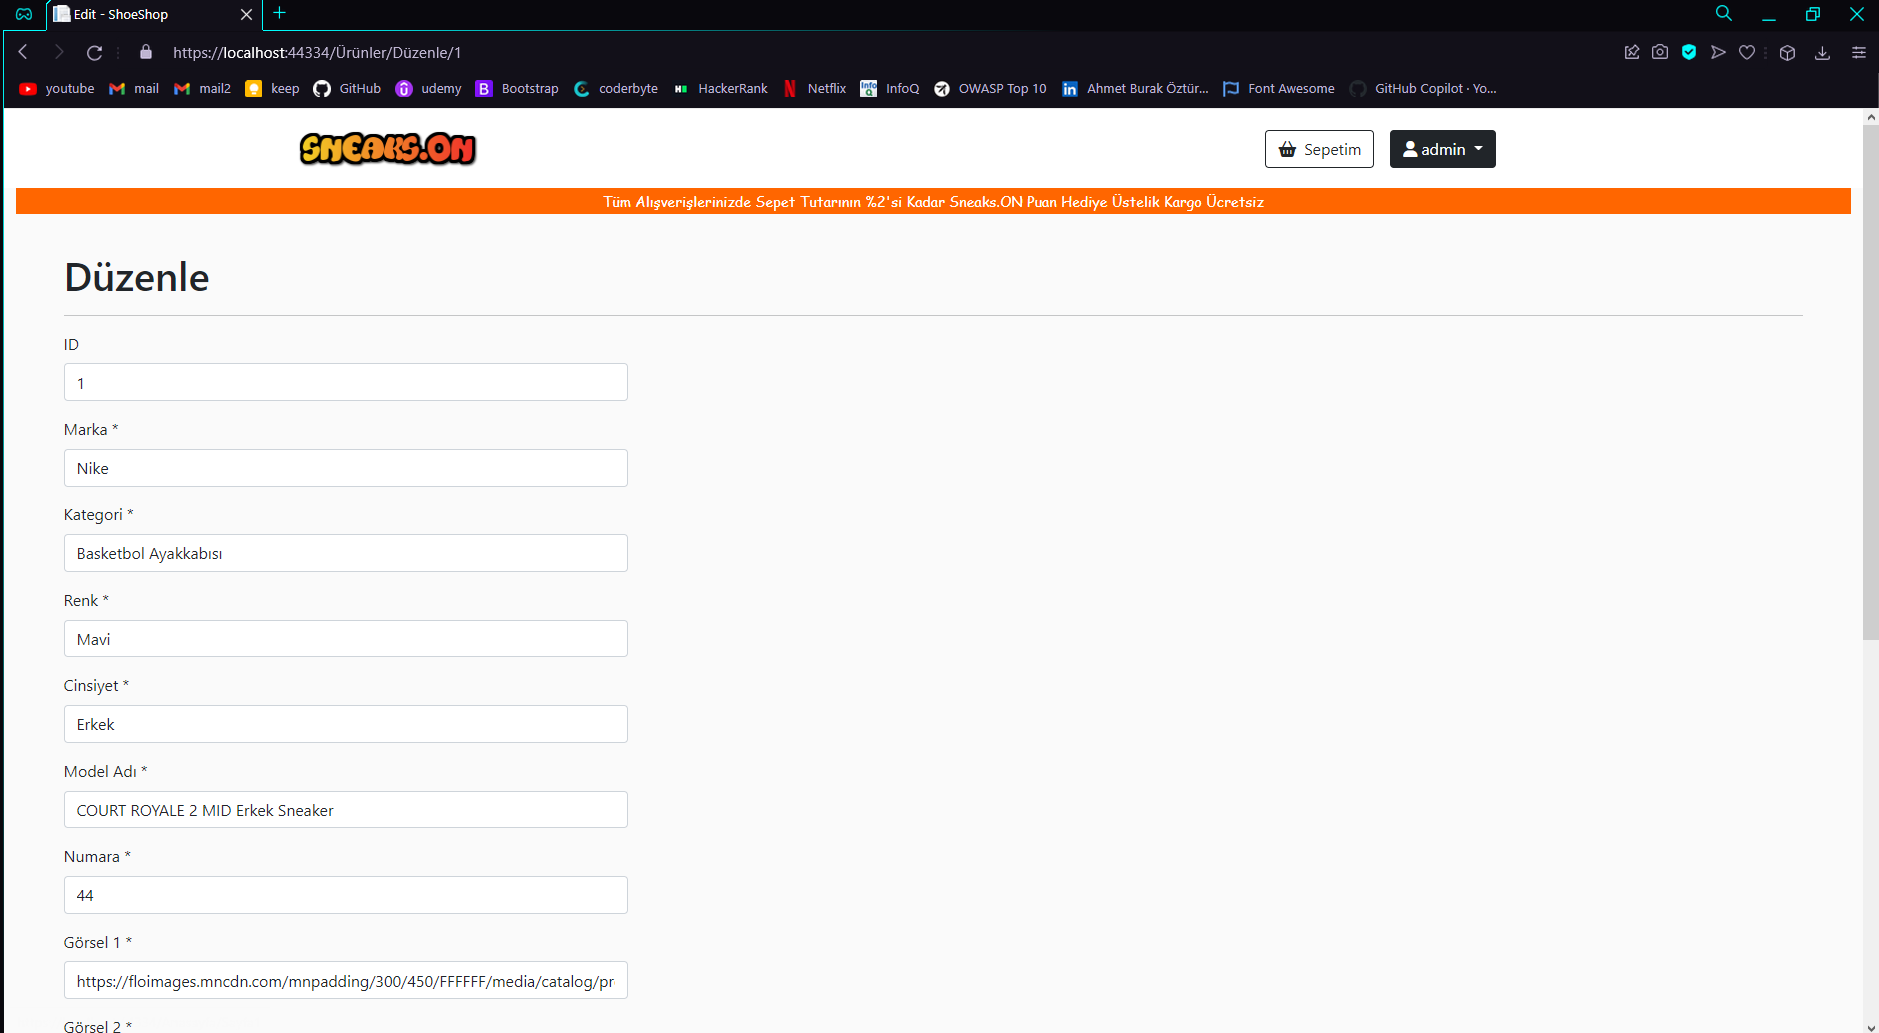 Edit - ShoeShop
https://localhost:44334/Ürünler/Düzenle/1
youtube mail mail2 keep GitHub udemy Bootstrap coderbyte HackerRank Netflix InfoQ OWASP Top 10 Ahmet Burak Öztür... Font Awesome GitHub Copilot · Yo...
SNEAKS.ON
Sepetim admin
Tüm Alışverişlerinizde Sepet Tutarının %2'si Kadar Sneaks.ON Puan Hediye Üstelik Kargo Ücretsiz
Düzenle
ID
1
Marka *
Nike
Kategori *
Basketbol Ayakkabısı
Renk *
Mavi
Cinsiyet *
Erkek
Model Adı *
COURT ROYALE 2 MID Erkek Sneaker
Numara *
44
Görsel 1 *
https://floimages.mncdn.com/mnpadding/300/450/FFFFFF/media/catalog/pr
Görsel 2 *